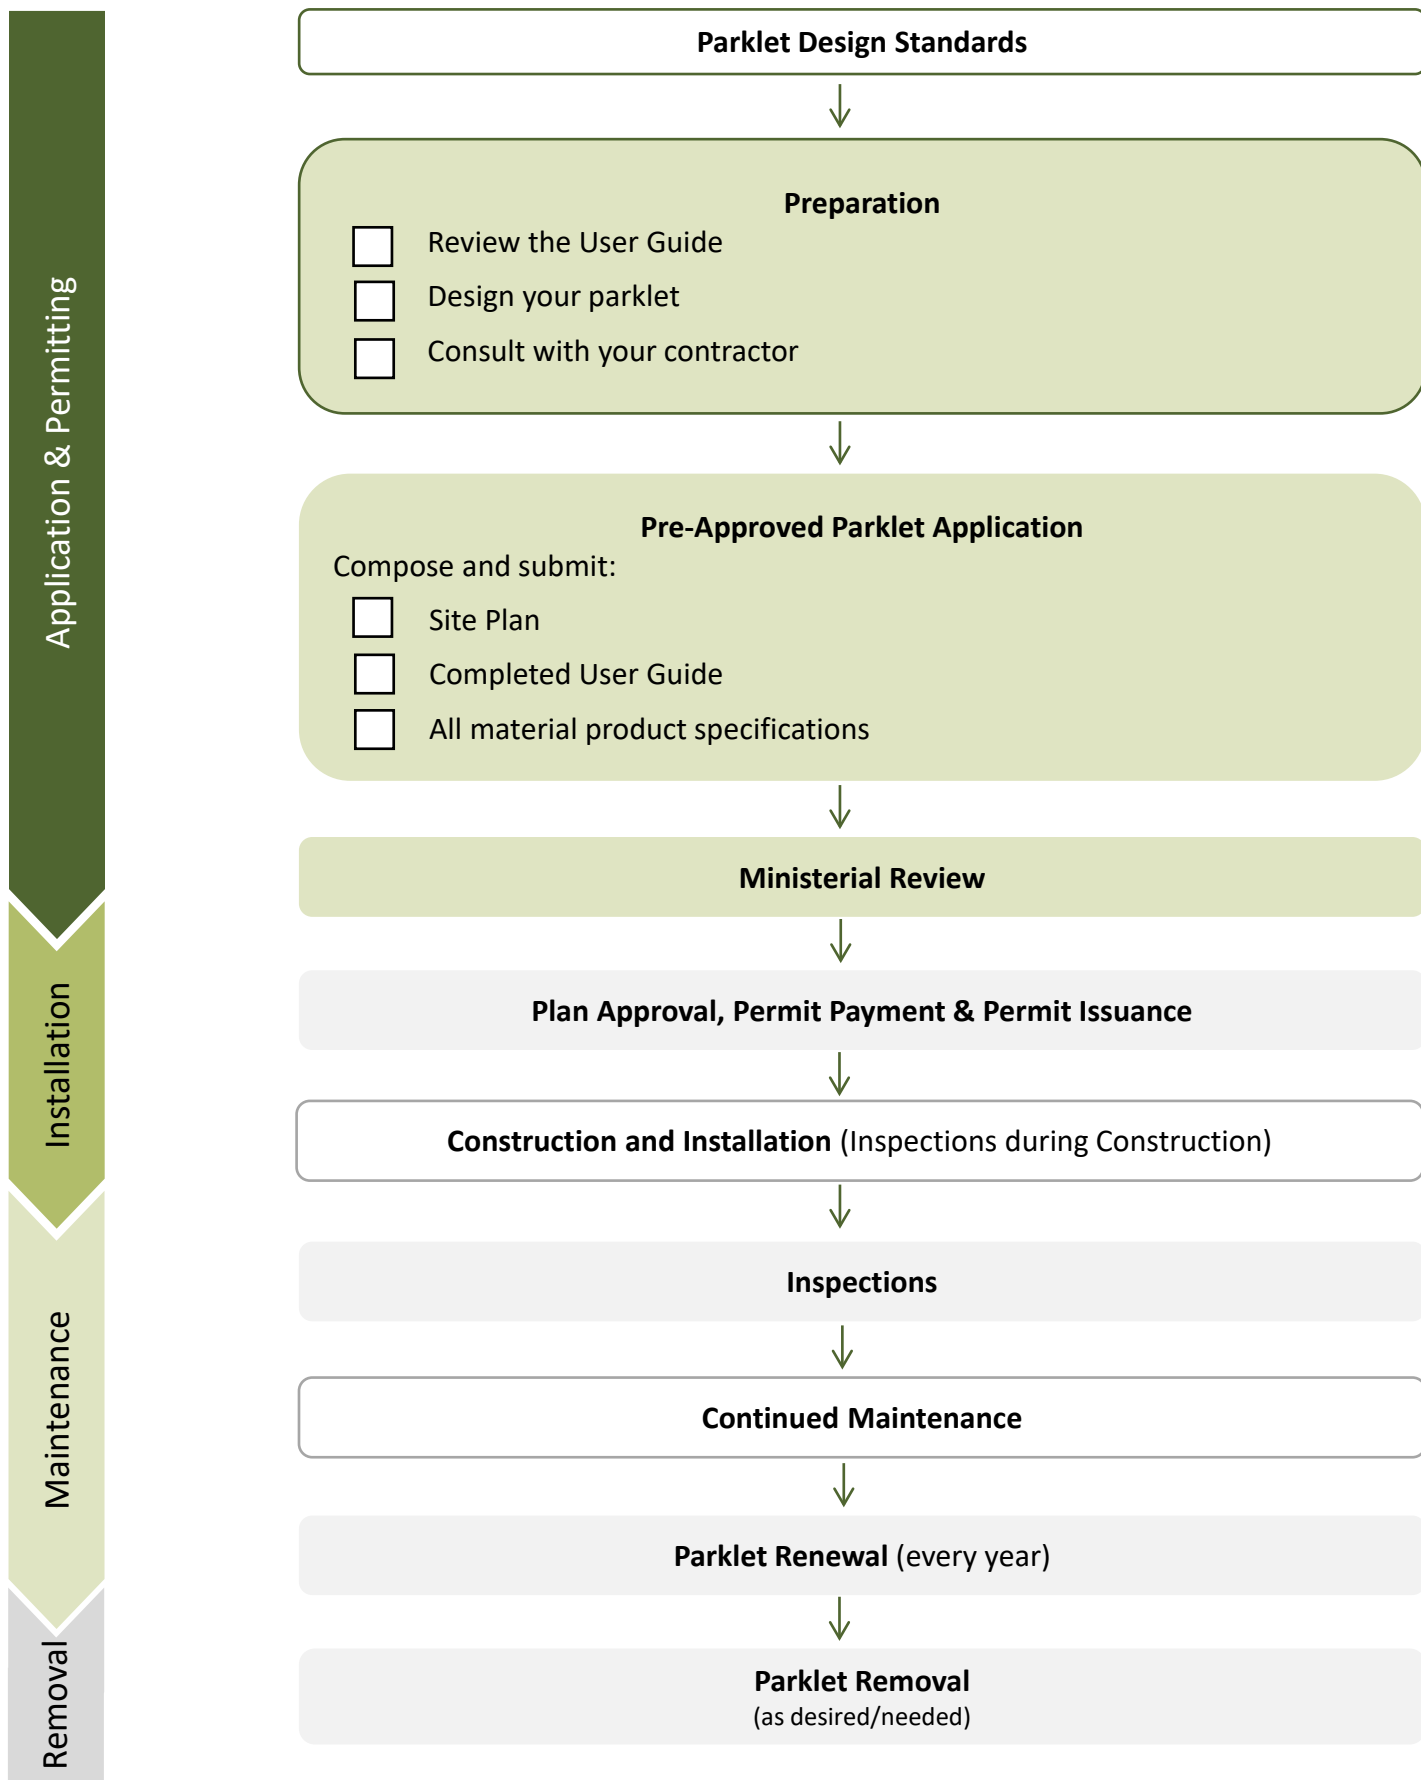 Parklet Design Standards
Preparation
Review the User Guide
Design your parklet
Consult with your contractor
Application & Permitting
Pre-Approved Parklet Application
Compose and submit:
Site Plan
Completed User Guide
All material product specifications
Ministerial Review
Installation
Plan Approval, Permit Payment & Permit Issuance
Construction and Installation (Inspections during Construction)
Maintenance
Inspections
Continued Maintenance
Parklet Renewal (every year)
Removal
Parklet Removal
(as desired/needed)